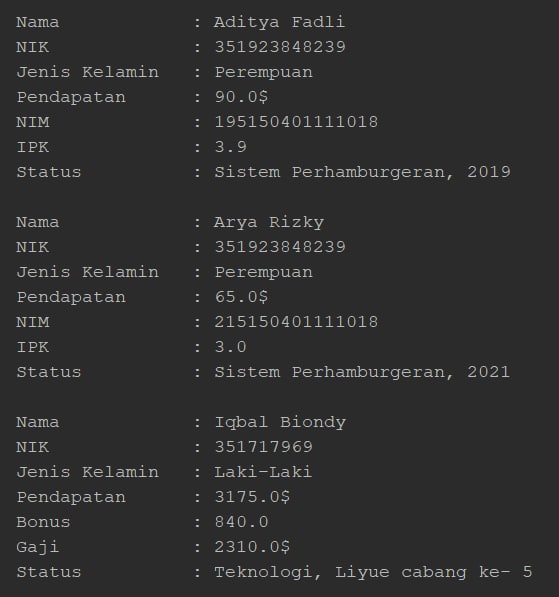 Nama : Aditya Fadli
NIK : 351923848239
Jenis Kelamin : Perempuan
Pendapatan : 90.0$
NIM : 195150401111018
IPK : 3.9
Status : Sistem Perhamburgeran, 2019
Nama : Arya Rizky
NIK : 351923848239
Jenis Kelamin : Perempuan
Pendapatan : 65.0$
NIM : 215150401111018
IPK : 3.0
Status : Sistem Perhamburgeran, 2021
Nama : Iqbal Biondy
NIK : 351717969
Jenis Kelamin : Laki-Laki
Pendapatan : 3175.0$
Bonus : 840.0
Gaji : 2310.0$
Status : Teknologi, Liyue cabang ke- 5